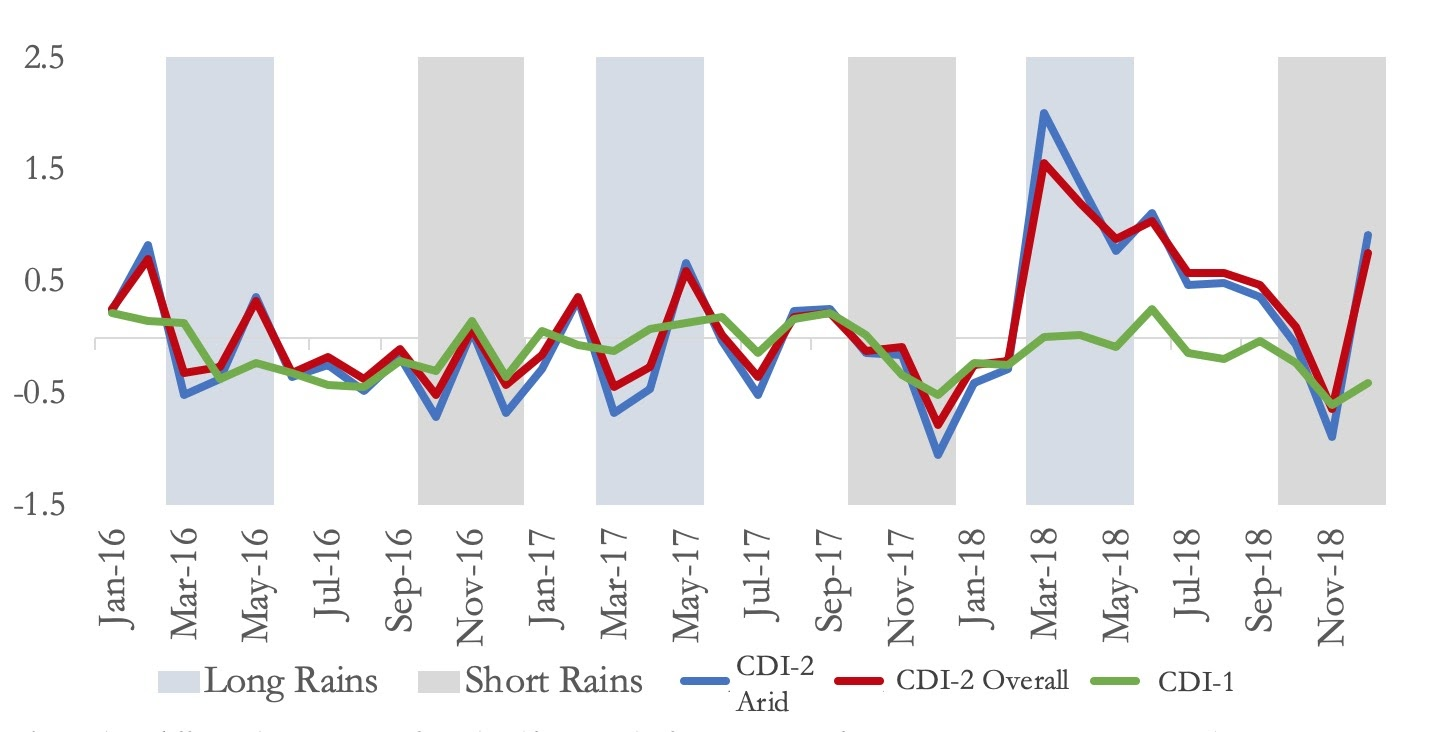 2.5
1.5
0.5
-0.5
-1.5
Jan-16
Mar-16
May-16
Jul-16
Sep-16
Nov-16
Jan-17
Mar-17
May-17
Jul-17
Sep-17
Nov-17
Jan-18
Mar-18
May-18
Jul-18
Sep-18
Nov-18
Long Rains
Short Rains
CDI-2
Arid
CDI-2 Overall
CDI-1